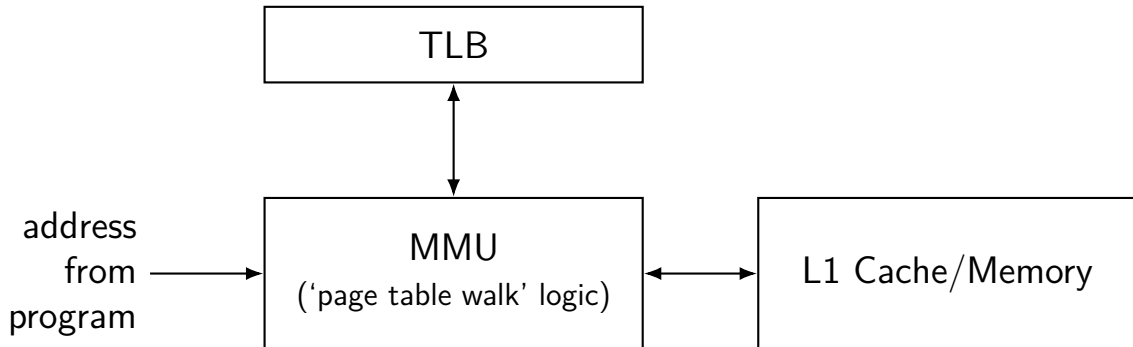 TLB
address
from
program
MMU
(‘page table walk’ logic)
L1 Cache/Memory